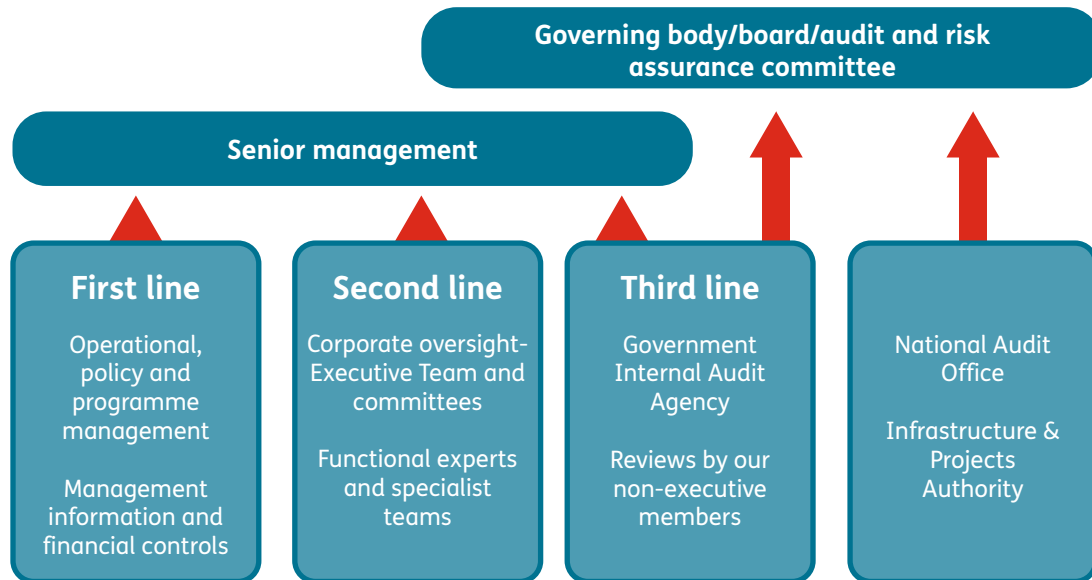 Governing body/board/audit and risk
assurance committee
Senior management
First line
Operational,
policy and
programme
management
Management
information and
financial controls
Second line
Corporate oversight-
Executive Team and
committees
Functional experts
and specialist
teams
Third line
Government
Internal Audit
Agency
Reviews by our
non-executive
members
National Audit
Office
Infrastructure &
Projects
Authority